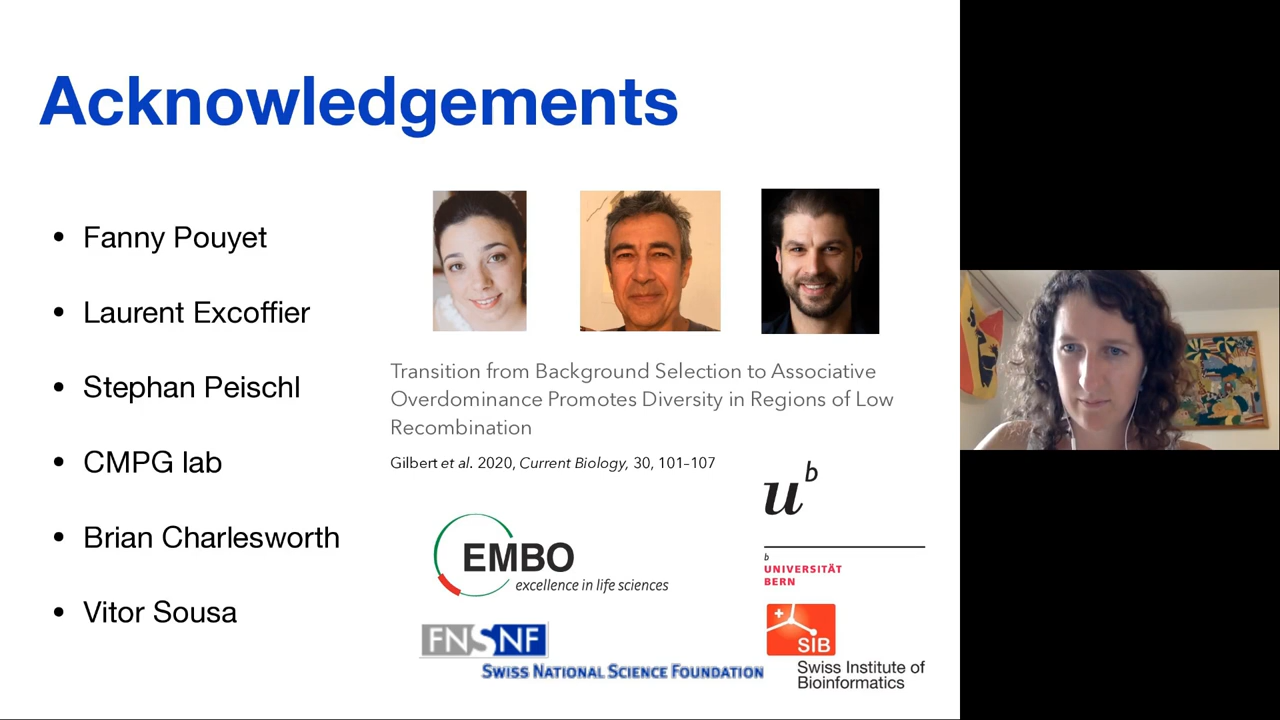 Acknowledgements
• Fanny Pouyet
• Laurent Excoffier
• Stephan Peischl
• CMPG lab
• Brian Charlesworth
• Vitor Sousa
Transition from Background Selection to Associative
Overdominance Promotes Diversity in Regions of Low
Recombination
Gilbert et al. 2020, Current Biology, 30, 101–107
EMBO
excellence in life sciences
FNSNF
SWISS NATIONAL SCIENCE FOUNDATION
u b
b
UNIVERSITÄT
BERN
SIB
Swiss Institute of
Bioinformatics